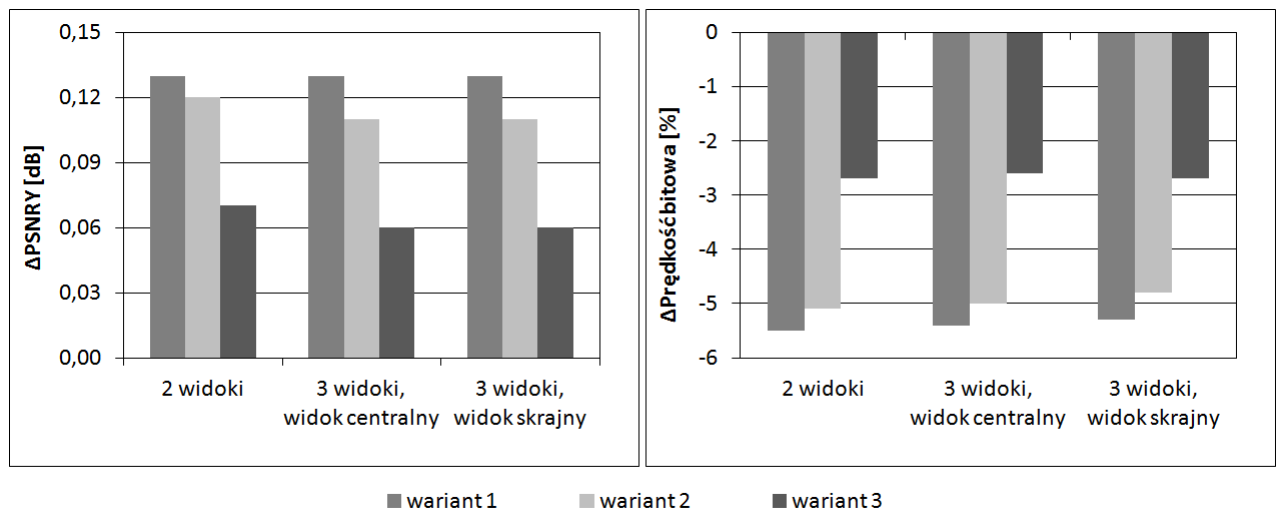 0,15
0,12
0,09
0,06
0,03
0,00
ΔPSNRY [dB]
2 widoki
3 widoki,
widok centralny
3 widoki,
widok skrajny
0
-1
-2
-3
-4
-5
-6
ΔPrędkość bitowa [%]
2 widoki
3 widoki,
widok centralny
3 widoki,
widok skrajny
wariant 1
wariant 2
wariant 3